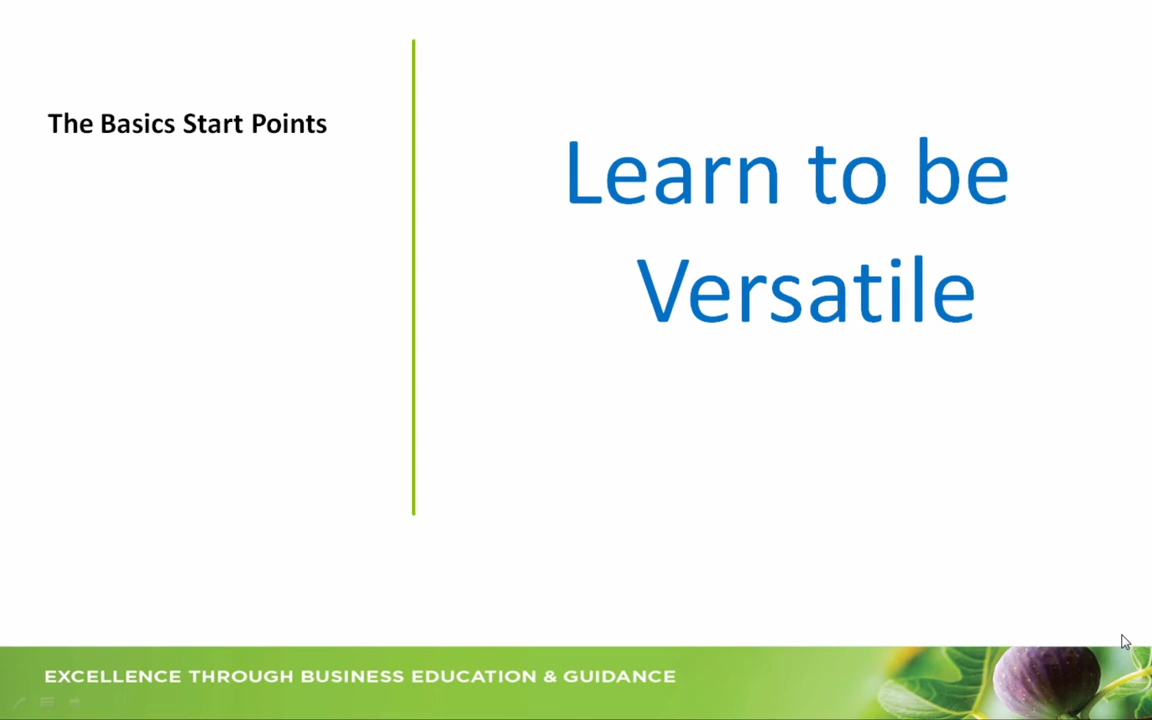 The Basics Start Points
Learn to be
Versatile
EXCELLENCE THROUGH BUSINESS EDUCATION & GUIDANCE